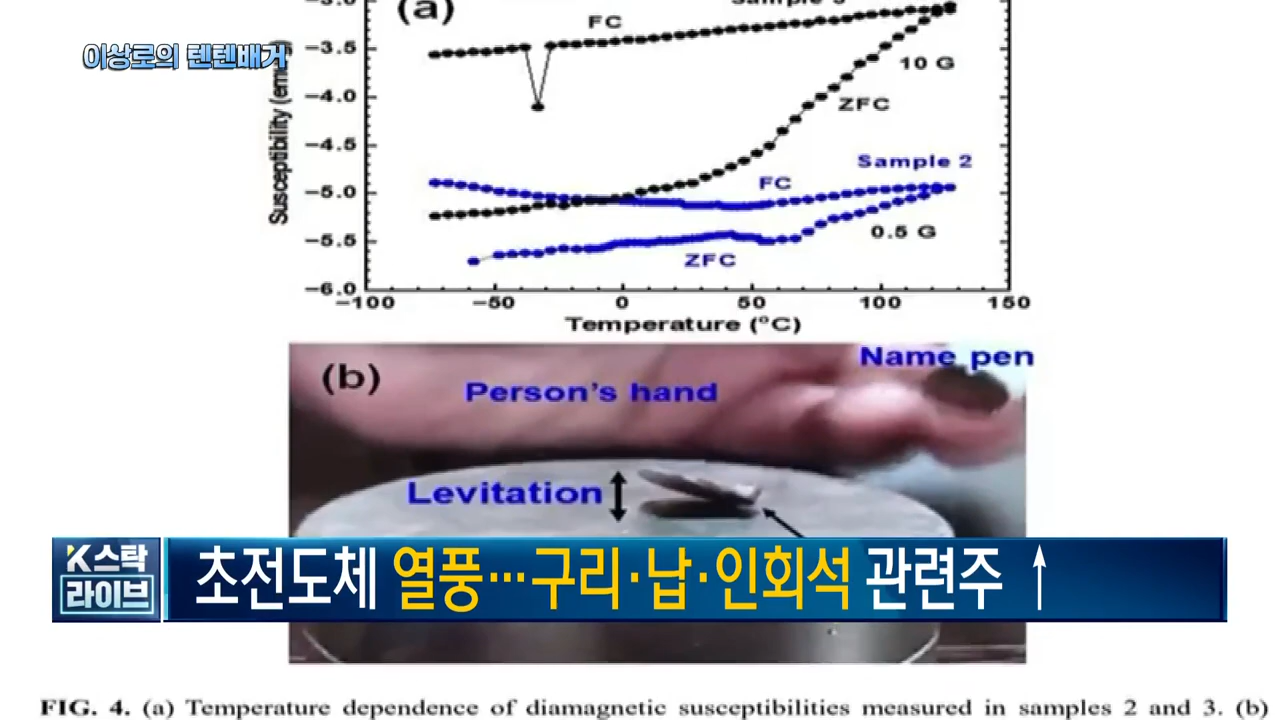 (a)
FC
−3.5
이상로의 텐텐배거
10 G
−4.0
ZFC
−4.5
Susceptibility
Sample 2
−5.0
FC
0.5 G
−5.5
ZFC
−6.0
−100 −50 0 50 100 150
Temperature (°C)
(b)
Name pen
Person's hand
Levitation
K스탁
라이브
초전도체 열풍…구리·납·인회석 관련주 ↑
FIG. 4. (a) Temperature dependence of diamagnetic susceptibilities measured in samples 2 and 3. (b)